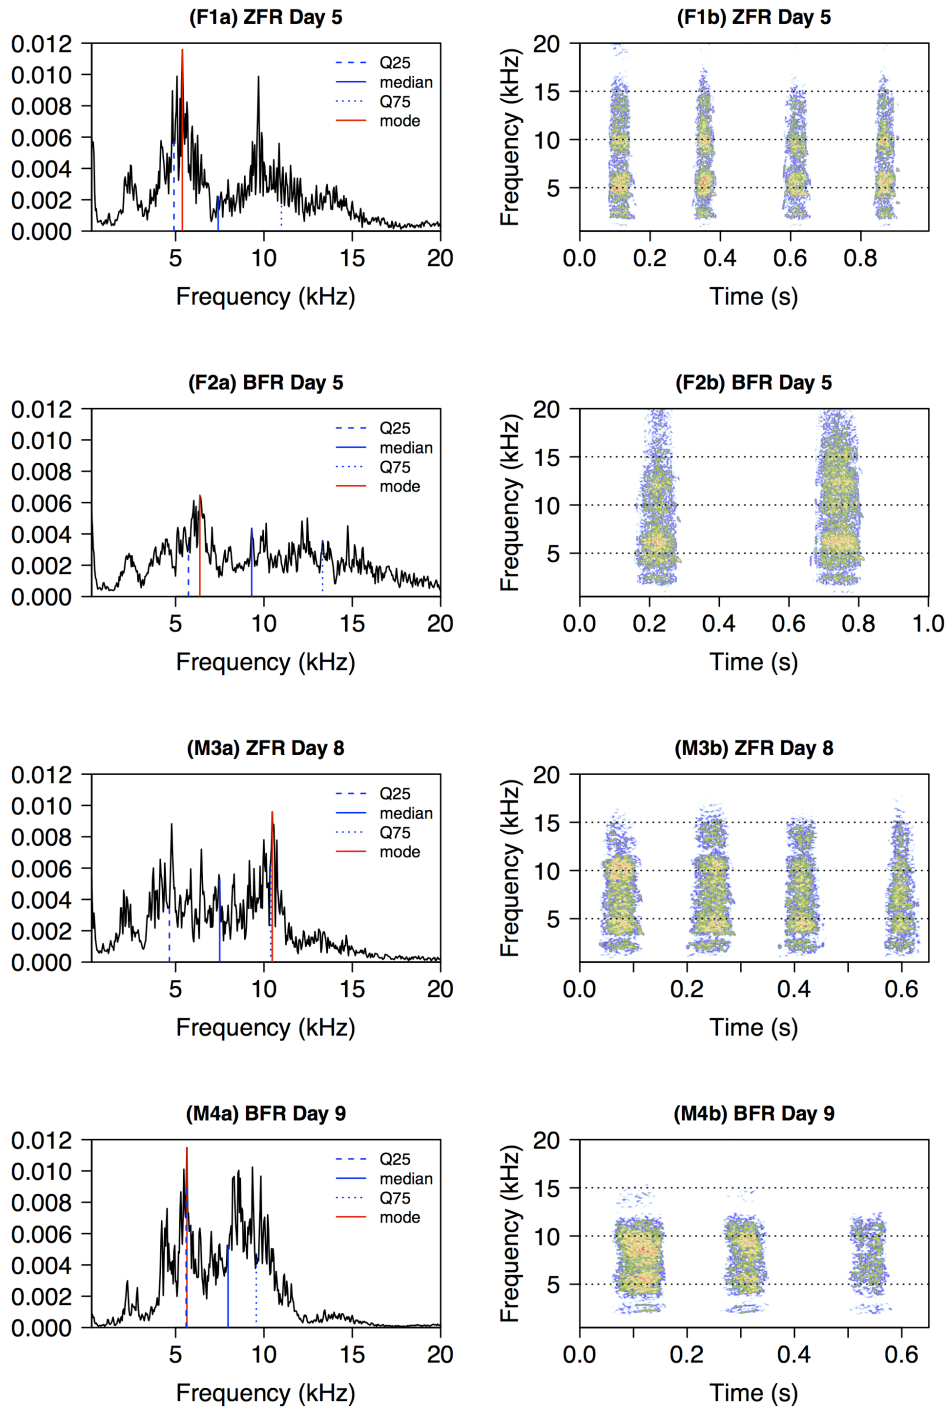 (F1a) ZFR Day 5
0.012
0.010
0.008
0.006
0.004
0.002
0.000
Q25
median
Q75
mode
5 10 15 20
Frequency (kHz)
(F1b) ZFR Day 5
Frequency (kHz)
20
15
10
5
0.0 0.2 0.4 0.6 0.8
Time (s)
(F2a) BFR Day 5
0.012
0.010
0.008
0.006
0.004
0.002
0.000
Q25
median
Q75
mode
5 10 15 20
Frequency (kHz)
(F2b) BFR Day 5
Frequency (kHz)
20
15
10
5
0.0 0.2 0.4 0.6 0.8 1.0
Time (s)
(M3a) ZFR Day 8
0.012
0.010
0.008
0.006
0.004
0.002
0.000
Q25
median
Q75
mode
5 10 15 20
Frequency (kHz)
(M3b) ZFR Day 8
Frequency (kHz)
20
15
10
5
0.0 0.2 0.4 0.6
Time (s)
(M4a) BFR Day 9
0.012
0.010
0.008
0.006
0.004
0.002
0.000
Q25
median
Q75
mode
5 10 15 20
Frequency (kHz)
(M4b) BFR Day 9
Frequency (kHz)
20
15
10
5
0.0 0.2 0.4 0.6
Time (s)